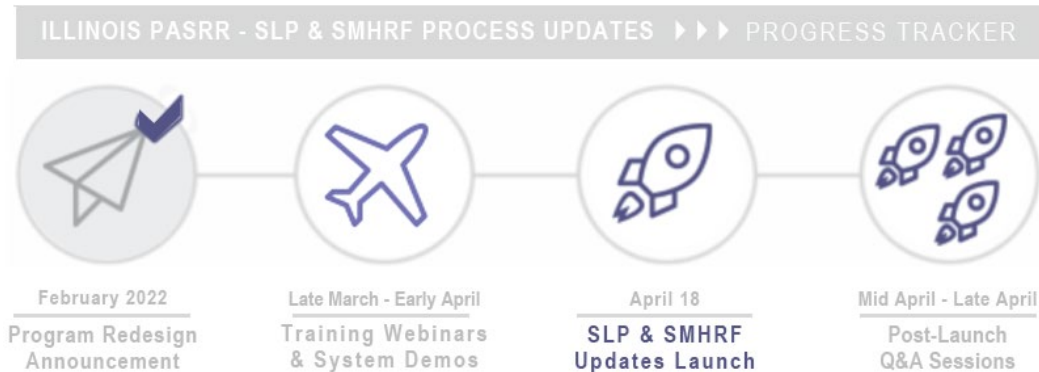 ILLINOIS PASRR - SLP & SMHRF PROCESS UPDATES PROGRESS TRACKER
February 2022
Program Redesign
Announcement
Late March - Early April
Training Webinars
& System Demos
April 18
SLP & SMHRF
Updates Launch
Mid April - Late April
Post-Launch
Q&A Sessions